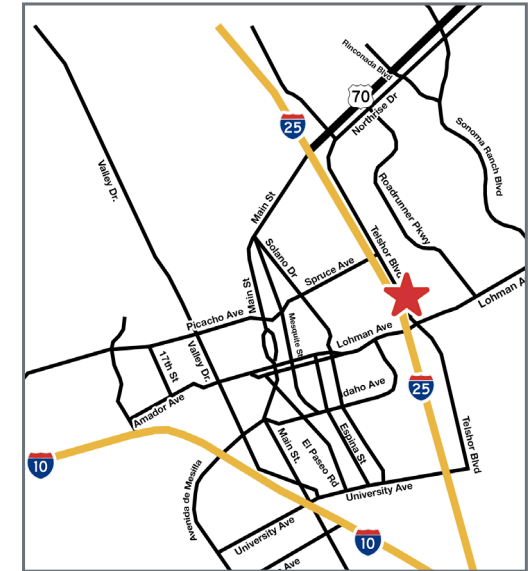 Rinconada Blvd
70
Northrise Dr
25
Sonoma Ranch Blvd
Valley Dr.
Main St
Roadrunner Pkwy
Telshor Blvd
Solano Dr
Spruce Ave
Main St
Lohman A
Picacho Ave
Mesquite St
Lohman Ave
17th St
Valley Dr.
Idaho Ave
25
Amador Ave
Telshor Blvd
Main St.
El Paseo Rd
Espina St
10
Avenida de Mesilla
University Ave
University Ave
10
Ave